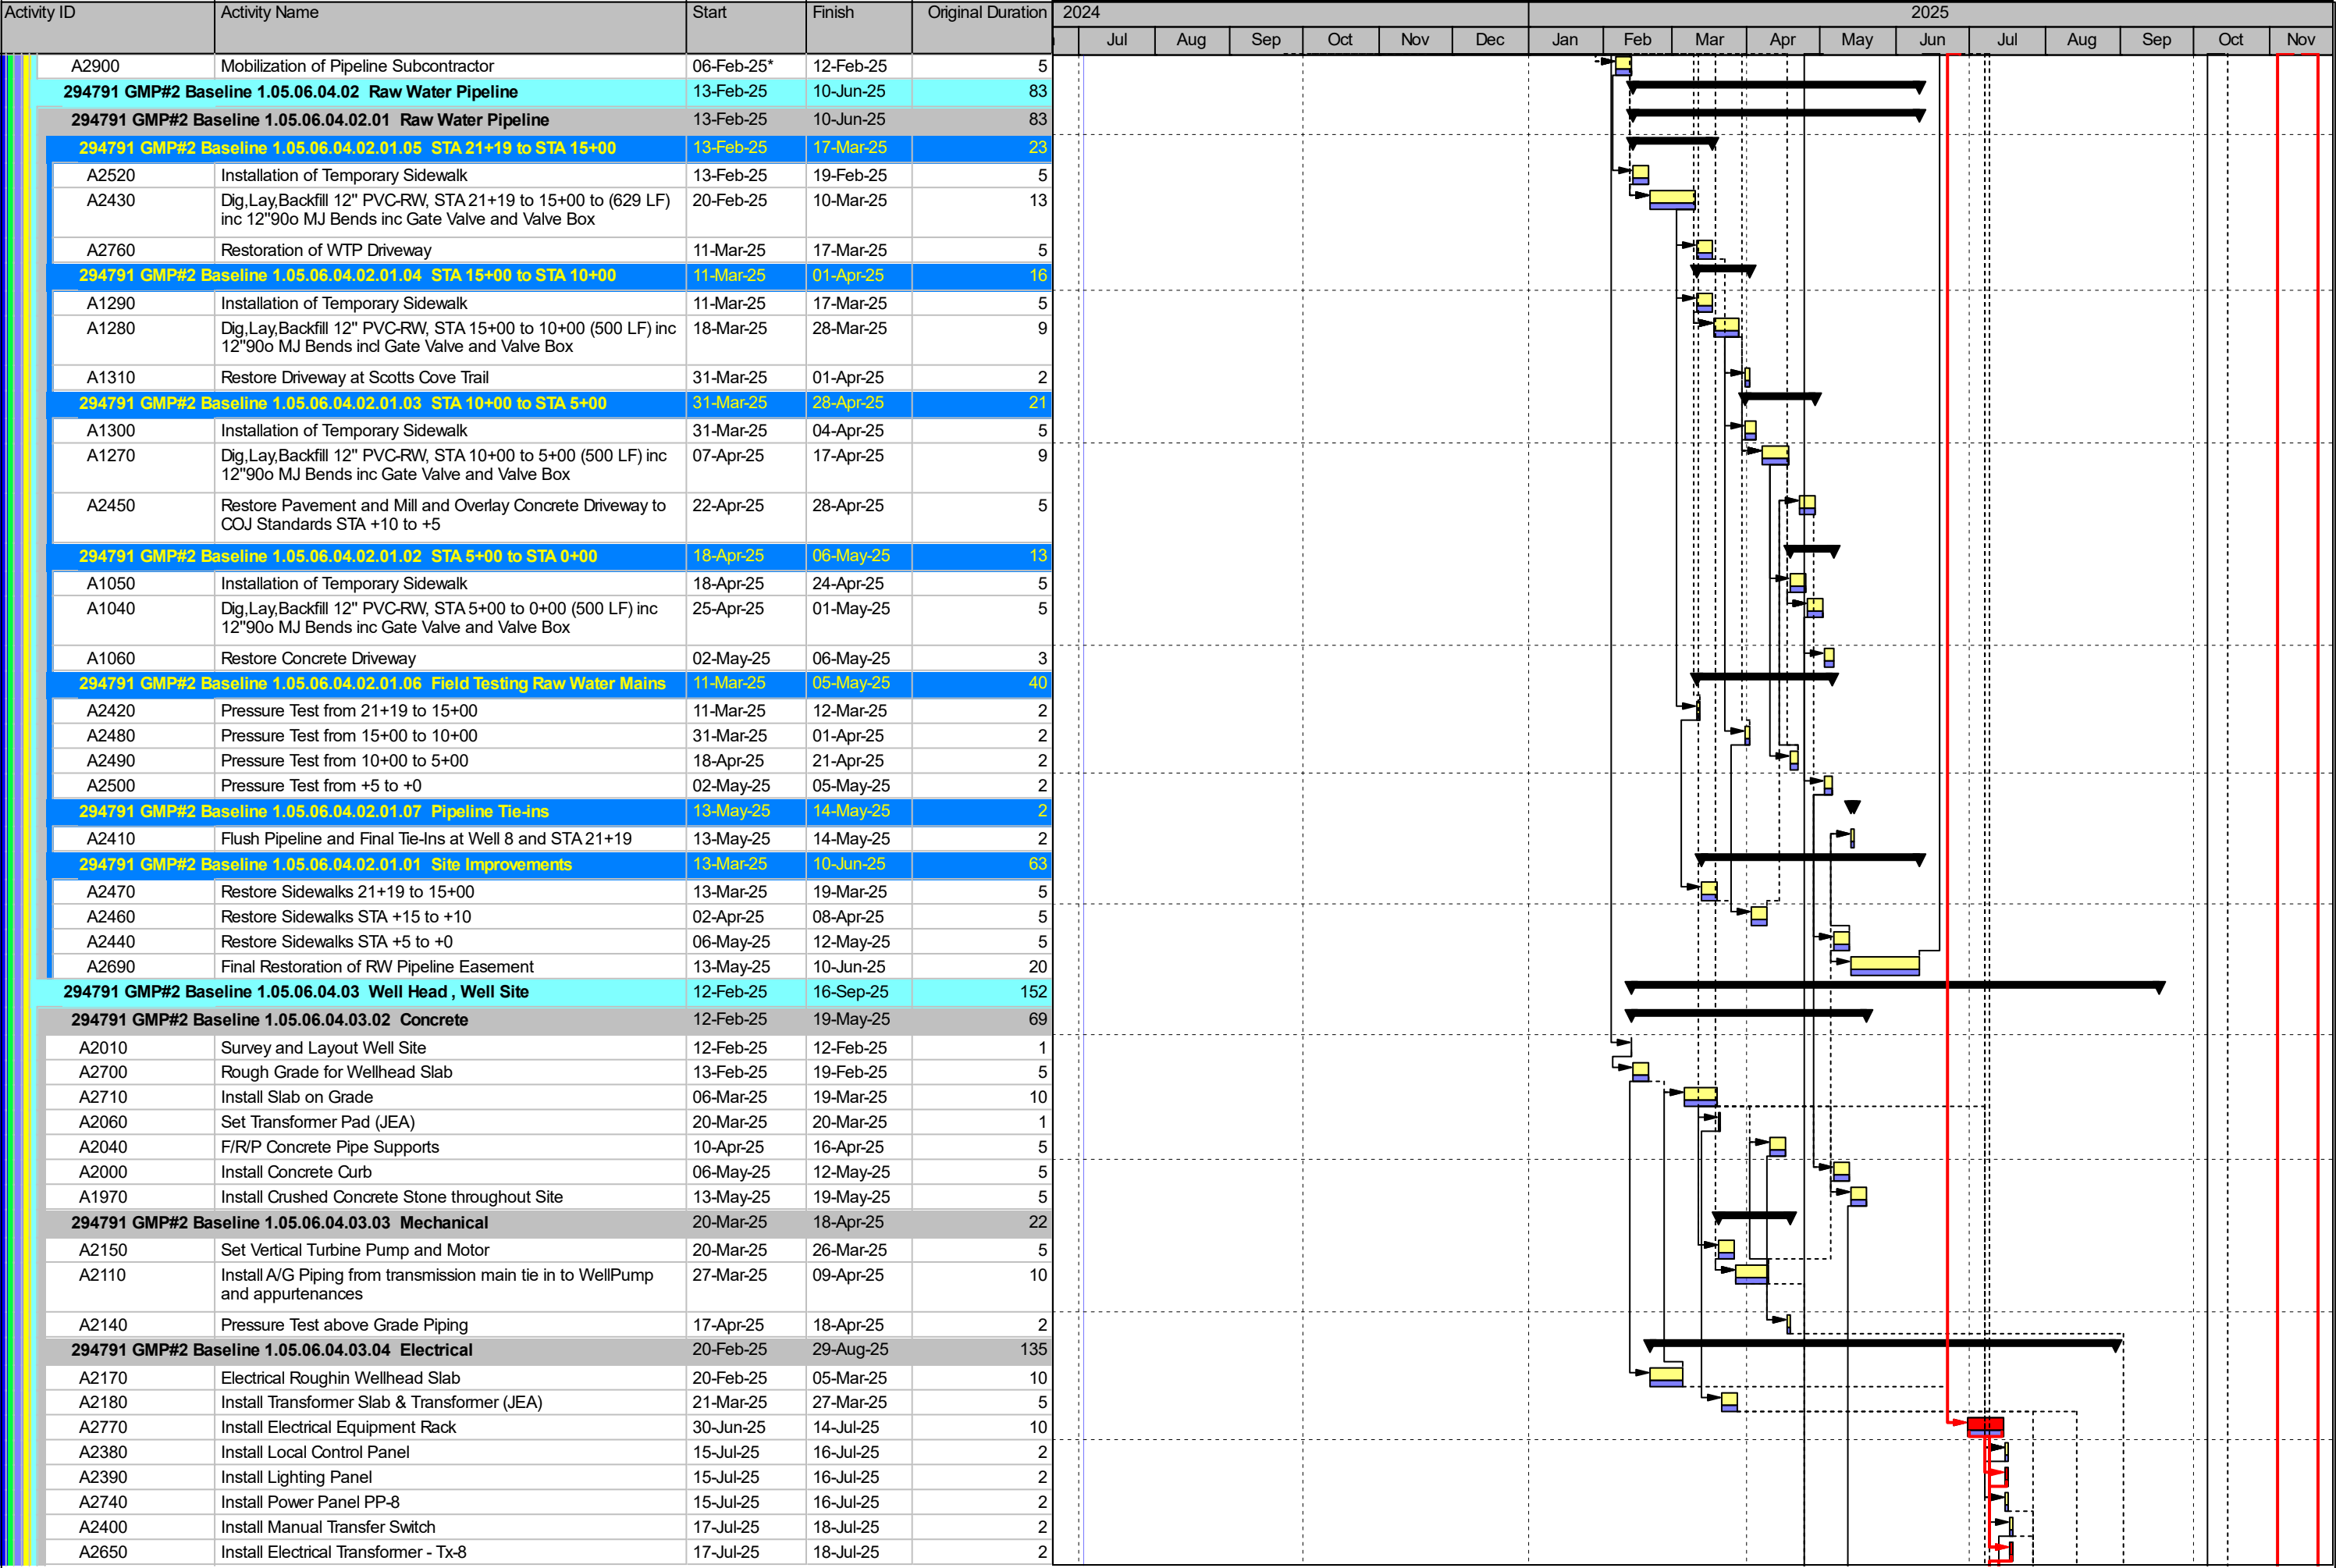 Activity ID Activity Name Start Finish Original Duration 2024 2025
Jul Aug Sep Oct Nov Dec Jan Feb Mar Apr May Jun Jul Aug Sep Oct Nov
A2900 Mobilization of Pipeline Subcontractor 06-Feb-25* 12-Feb-25 5
294791 GMP#2 Baseline 1.05.06.04.02 Raw Water Pipeline 13-Feb-25 10-Jun-25 83
294791 GMP#2 Baseline 1.05.06.04.02.01 Raw Water Pipeline 13-Feb-25 10-Jun-25 83
294791 GMP#2 Baseline 1.05.06.04.02.01.05 STA 21+19 to STA 15+00 13-Feb-25 17-Mar-25 23
A2520 Installation of Temporary Sidewalk 13-Feb-25 19-Feb-25 5
A2430 Dig,Lay,Backfill 12" PVC-RW, STA 21+19 to 15+00 to (629 LF) 20-Feb-25 10-Mar-25 13
inc 12"90o MJ Bends inc Gate Valve and Valve Box
A2760 Restoration of WTP Driveway 11-Mar-25 17-Mar-25 5
294791 GMP#2 Baseline 1.05.06.04.02.01.04 STA 15+00 to STA 10+00 11-Mar-25 01-Apr-25 16
A1290 Installation of Temporary Sidewalk 11-Mar-25 17-Mar-25 5
A1280 Dig,Lay,Backfill 12" PVC-RW, STA 15+00 to 10+00 (500 LF) inc 18-Mar-25 28-Mar-25 9
12"90o MJ Bends incl Gate Valve and Valve Box
A1310 Restore Driveway at Scotts Cove Trail 31-Mar-25 01-Apr-25 2
294791 GMP#2 Baseline 1.05.06.04.02.01.03 STA 10+00 to STA 5+00 31-Mar-25 28-Apr-25 21
A1300 Installation of Temporary Sidewalk 31-Mar-25 04-Apr-25 5
A1270 Dig,Lay,Backfill 12" PVC-RW, STA 10+00 to 5+00 (500 LF) inc 07-Apr-25 17-Apr-25 9
12"90o MJ Bends inc Gate Valve and Valve Box
A2450 Restore Pavement and Mill and Overlay Concrete Driveway to 22-Apr-25 28-Apr-25 5
COJ Standards STA +10 to +5
294791 GMP#2 Baseline 1.05.06.04.02.01.02 STA 5+00 to STA 0+00 18-Apr-25 06-May-25 13
A1050 Installation of Temporary Sidewalk 18-Apr-25 24-Apr-25 5
A1040 Dig,Lay,Backfill 12" PVC-RW, STA 5+00 to 0+00 (500 LF) inc 25-Apr-25 01-May-25 5
12"90o MJ Bends inc Gate Valve and Valve Box
A1060 Restore Concrete Driveway 02-May-25 06-May-25 3
294791 GMP#2 Baseline 1.05.06.04.02.01.06 Field Testing Raw Water Mains 11-Mar-25 05-May-25 40
A2420 Pressure Test from 21+19 to 15+00 11-Mar-25 12-Mar-25 2
A2480 Pressure Test from 15+00 to 10+00 31-Mar-25 01-Apr-25 2
A2490 Pressure Test from 10+00 to 5+00 18-Apr-25 21-Apr-25 2
A2500 Pressure Test from +5 to +0 02-May-25 05-May-25 2
294791 GMP#2 Baseline 1.05.06.04.02.01.07 Pipeline Tie-ins 13-May-25 14-May-25 2
A2410 Flush Pipeline and Final Tie-Ins at Well 8 and STA 21+19 13-May-25 14-May-25 2
294791 GMP#2 Baseline 1.05.06.04.02.01.01 Site Improvements 13-Mar-25 10-Jun-25 63
A2470 Restore Sidewalks 21+19 to 15+00 13-Mar-25 19-Mar-25 5
A2460 Restore Sidewalks STA +15 to +10 02-Apr-25 08-Apr-25 5
A2440 Restore Sidewalks STA +5 to +0 06-May-25 12-May-25 5
A2690 Final Restoration of RW Pipeline Easement 13-May-25 10-Jun-25 20
294791 GMP#2 Baseline 1.05.06.04.03 Well Head , Well Site 12-Feb-25 16-Sep-25 152
294791 GMP#2 Baseline 1.05.06.04.03.02 Concrete 12-Feb-25 19-May-25 69
A2010 Survey and Layout Well Site 12-Feb-25 12-Feb-25 1
A2700 Rough Grade for Wellhead Slab 13-Feb-25 19-Feb-25 5
A2710 Install Slab on Grade 06-Mar-25 19-Mar-25 10
A2060 Set Transformer Pad (JEA) 20-Mar-25 20-Mar-25 1
A2040 F/R/P Concrete Pipe Supports 10-Apr-25 16-Apr-25 5
A2000 Install Concrete Curb 06-May-25 12-May-25 5
A1970 Install Crushed Concrete Stone throughout Site 13-May-25 19-May-25 5
294791 GMP#2 Baseline 1.05.06.04.03.03 Mechanical 20-Mar-25 18-Apr-25 22
A2150 Set Vertical Turbine Pump and Motor 20-Mar-25 26-Mar-25 5
A2110 Install A/G Piping from transmission main tie in to WellPump 27-Mar-25 09-Apr-25 10
and appurtenances
A2140 Pressure Test above Grade Piping 17-Apr-25 18-Apr-25 2
294791 GMP#2 Baseline 1.05.06.04.03.04 Electrical 20-Feb-25 29-Aug-25 135
A2170 Electrical Roughin Wellhead Slab 20-Feb-25 05-Mar-25 10
A2180 Install Transformer Slab & Transformer (JEA) 21-Mar-25 27-Mar-25 5
A2770 Install Electrical Equipment Rack 30-Jun-25 14-Jul-25 10
A2380 Install Local Control Panel 15-Jul-25 16-Jul-25 2
A2390 Install Lighting Panel 15-Jul-25 16-Jul-25 2
A2740 Install Power Panel PP-8 15-Jul-25 16-Jul-25 2
A2400 Install Manual Transfer Switch 17-Jul-25 18-Jul-25 2
A2650 Install Electrical Transformer - Tx-8 17-Jul-25 18-Jul-25 2